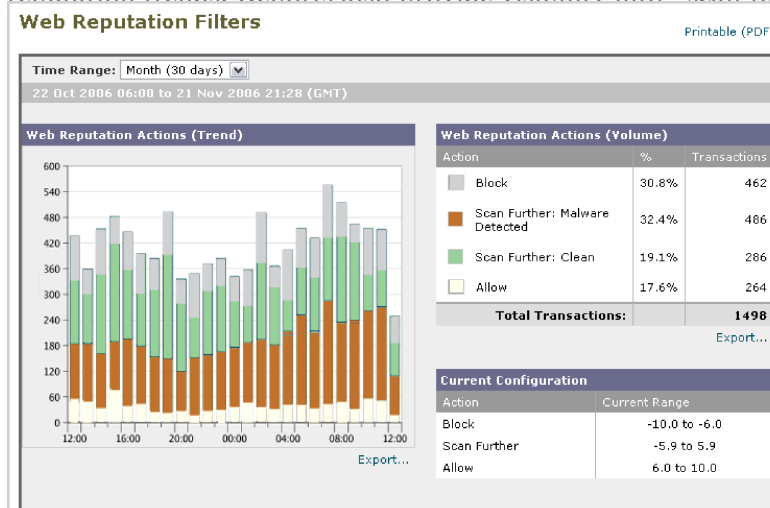 Web Reputation Filters
Printable (PDF
Time Range: Month (30 days)
22 Oct 2006 06:00 to 21 Nov 2006 21:28 (GMT)
Web Reputation Actions (Trend)
600
540
480
420
360
300
240
180
120
60
0
12:00 16:00 20:00 00:00 04:00 08:00 12:00
Export...
Web Reputation Actions (Volume)
Action % Transactions
Block 30.8% 462
Scan Further: Malware Detected 32.4% 486
Scan Further: Clean 19.1% 286
Allow 17.6% 264
Total Transactions: 1498
Export...
Current Configuration
Action Current Range
Block -10.0 to -6.0
Scan Further -5.9 to 5.9
Allow 6.0 to 10.0